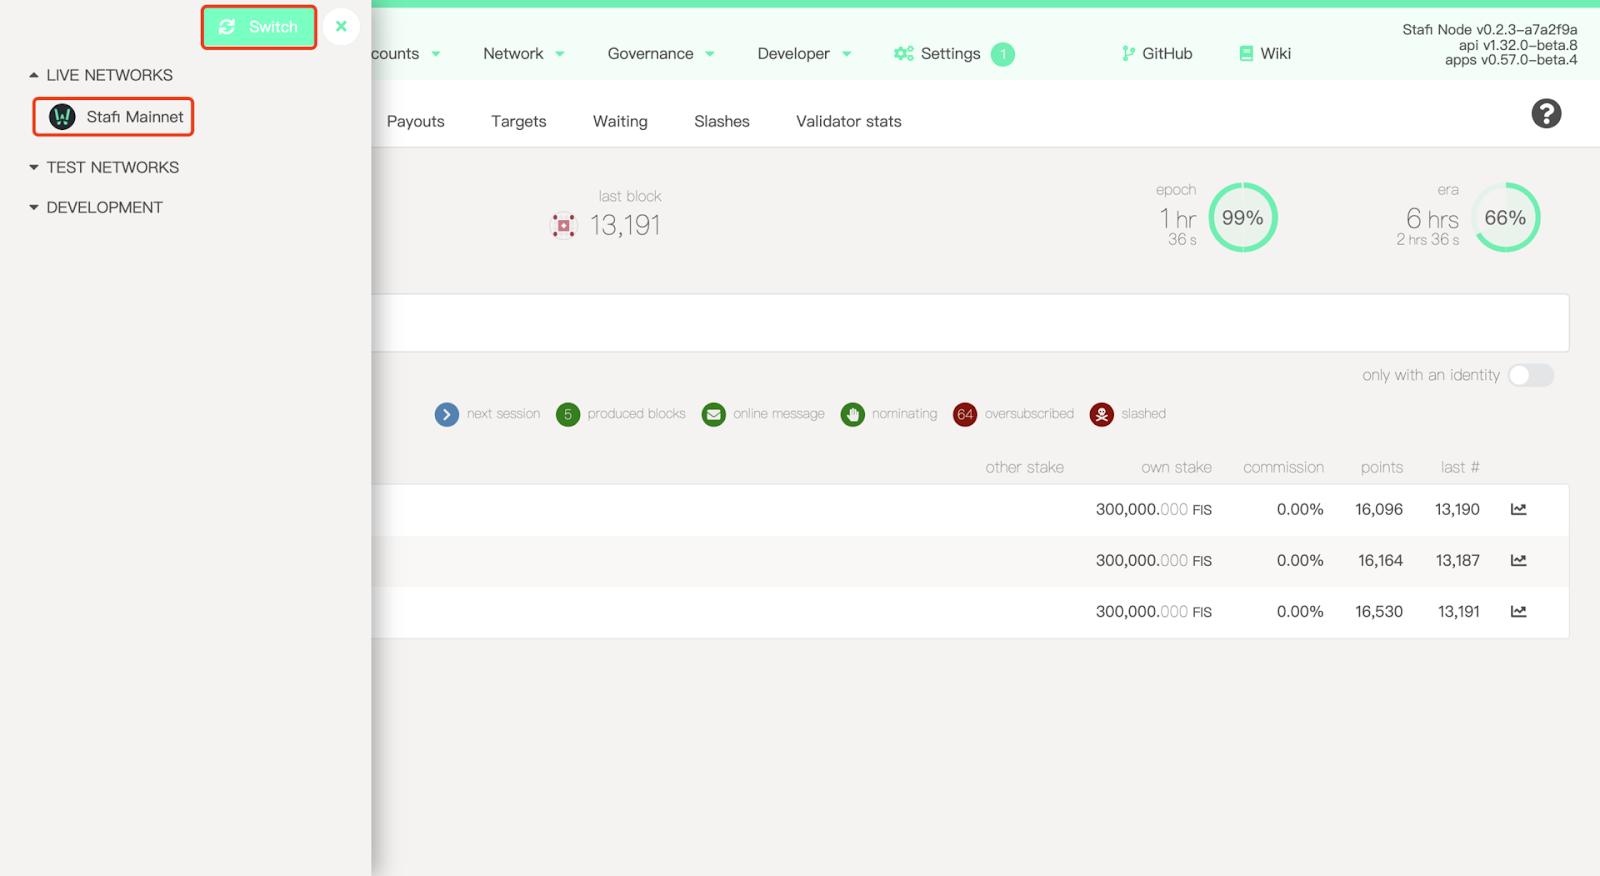 Switch
LIVE NETWORKS
Stafi Mainnet
TEST NETWORKS
DEVELOPMENT
counts Network Governance Developer Settings 1 GitHub Wiki
Stafi Node v0.2.3-a7a2f9a
api v1.32.0-beta.8
apps v0.57.0-beta.4
Payouts Targets Waiting Slashes Validator stats
last block
13,191
epoch
1 hr
36 s
99%
era
6 hrs
2 hrs 36 s
66%
only with an identity
next session 5 produced blocks online message nominating 64 oversubscribed slashed
other stake own stake commission points last #
300,000.000 FIS 0.00% 16,096 13,190
300,000.000 FIS 0.00% 16,164 13,187
300,000.000 FIS 0.00% 16,530 13,191